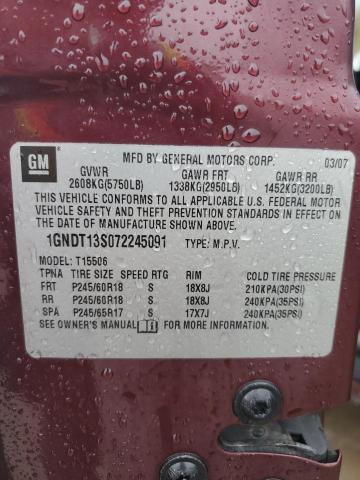 GM
MFD BY GENERAL MOTORS CORP. 03/07
GVWR GAWR FRT GAWR RR
2608KG(5750LB) 1338KG(2950LB) 1452KG(3200LB)
THIS VEHICLE CONFORMS TO ALL APPLICABLE U.S. FEDERAL MOTOR
VEHICLE SAFETY, BUMPER, AND THEFT PREVENTION STANDARDS IN EFFECT ON
THE DATE OF MANUFACTURE SHOWN ABOVE.
1GNDT13S072245091 TYPE: M.P.V.
MODEL: T15506
TPNA TIRE SIZE SPEED RTG RIM COLD TIRE PRESSURE
FRT P245/60R18 S 18X8J 210KPA(30PSI)
RR P245/60R18 S 18X8J 240KPA(35PSI)
SPA P245/65R17 S 17X7J 240KPA(35PSI)
SEE OWNER'S MANUAL FOR ADDITIONAL INFORMATION.